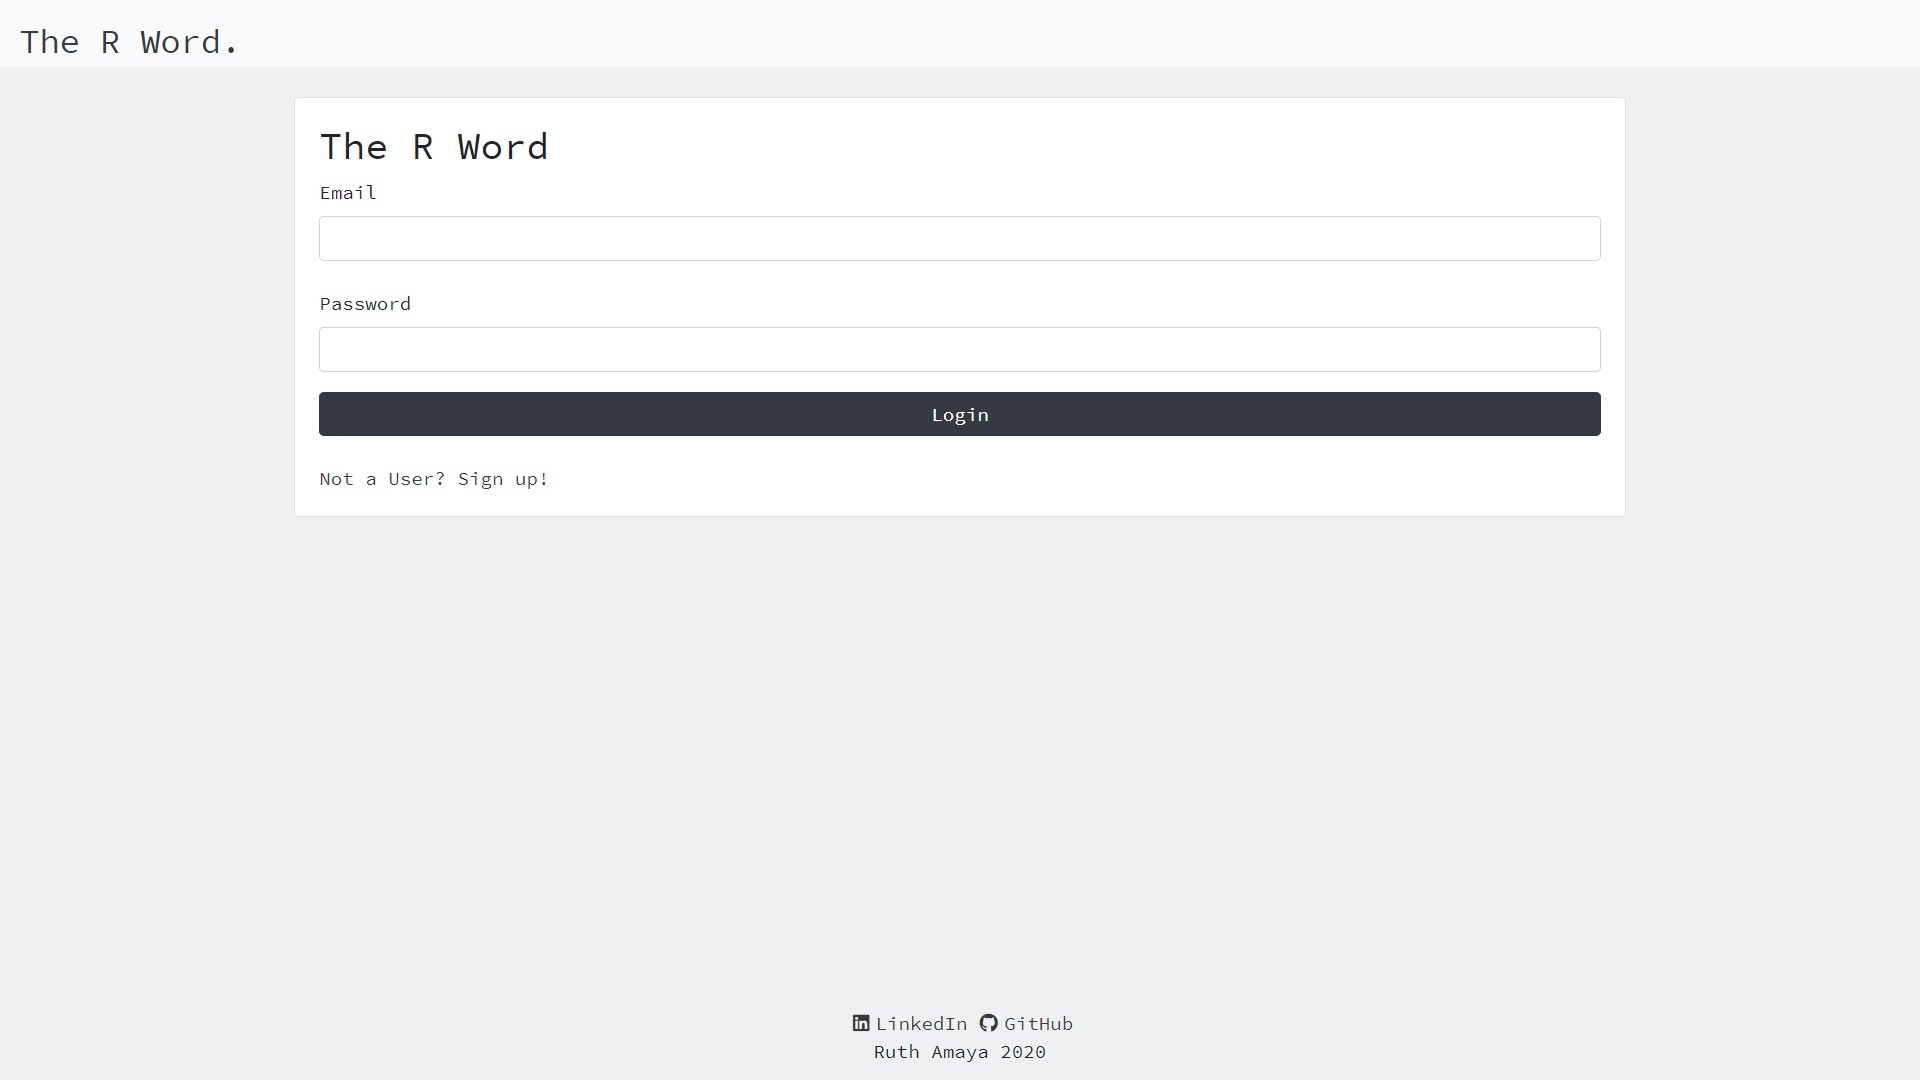 The R Word.
The R Word
Email
Password
Login
Not a User? Sign up!
LinkedIn GitHub
Ruth Amaya 2020